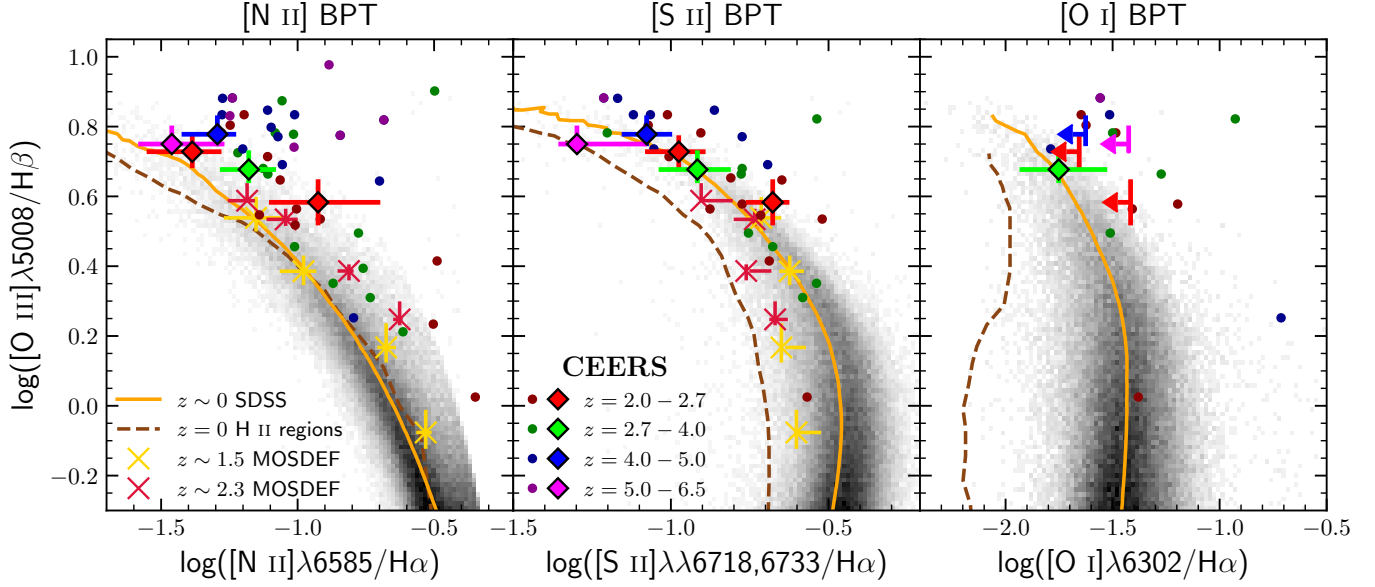 [N II] BPT
[S II] BPT
[O I] BPT
log([O III]λ5008/Hβ)
1.0
0.8
0.6
0.4
0.2
0.0
−0.2
z ∼ 0 SDSS
z = 0 H II regions
z ∼ 1.5 MOSDEF
z ∼ 2.3 MOSDEF
CEERS
z = 2.0 − 2.7
z = 2.7 − 4.0
z = 4.0 − 5.0
z = 5.0 − 6.5
−1.5 −1.0 −0.5
−1.5 −1.0 −0.5
−2.0 −1.5 −1.0 −0.5
log([N II]λ6585/Hα)
log([S II]λλ6718,6733/Hα)
log([O I]λ6302/Hα)